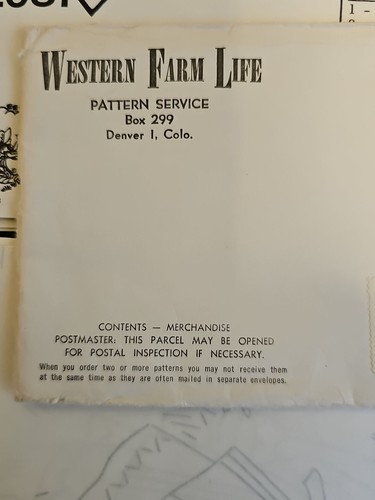 WESTERN FARM LIFE
PATTERN SERVICE
Box 299
Denver 1, Colo.
CONTENTS — MERCHANDISE
POSTMASTER: THIS PARCEL MAY BE OPENED
FOR POSTAL INSPECTION IF NECESSARY.
When you order two or more patterns you may not receive them
at the same time as they are often mailed in separate envelopes.